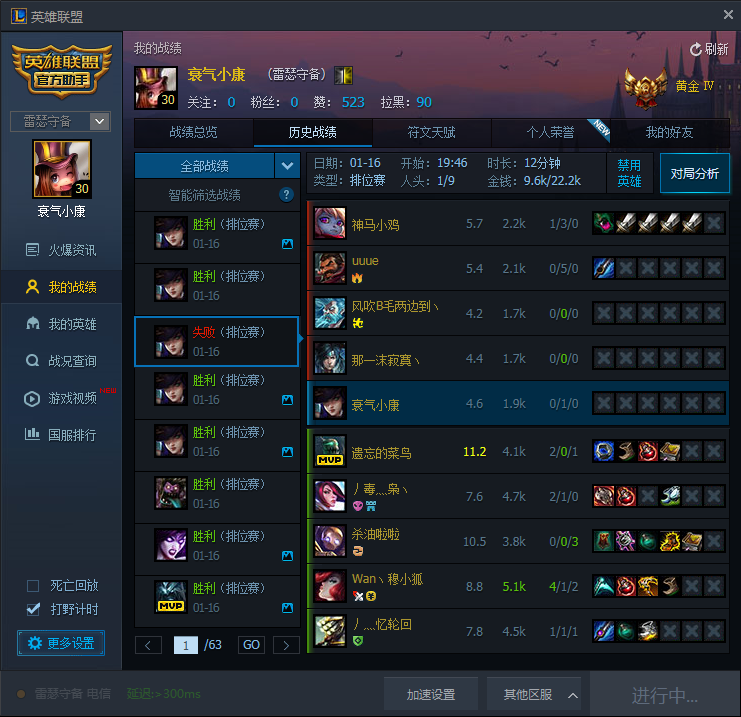 英雄联盟
英雄联盟
官方助手
雷瑟守备
30
衰气小康
火爆资讯
我的战绩
我的英雄
战况查询
游戏视频 NEW
国服排行
死亡回放
打野计时
更多设置
我的战绩
刷新
30
衰气小康 （雷瑟守备）
关注： 0 粉丝： 0 赞： 523 拉黑： 90
黄金 IV
战绩总览 历史战绩 符文天赋 个人荣誉 NEW 我的好友
全部战绩
智能筛选战绩 ?
胜利（排位赛）
01-16
胜利（排位赛）
01-16
失败（排位赛）
01-16
胜利（排位赛）
01-16
胜利（排位赛）
01-16
胜利（排位赛）
01-16
胜利（排位赛）
01-16
MVP
胜利（排位赛）
01-16
< 1 /63 GO >
日期： 01-16 开始： 19:46 时长： 12分钟
类型： 排位赛 人头： 1/9 金钱： 9.6k/22.2k
禁用
英雄
对局分析
神马小鸡 5.7 2.2k 1/3/0
uuue 5.4 2.1k 0/5/0
风吹B毛两边到丶 4.2 1.7k 0/0/0
那一沫寂寞丶 4.4 1.7k 0/0/0
衰气小康 4.6 1.9k 0/1/0
MVP
遗忘的菜鸟 11.2 4.1k 2/0/1
丿毒灬枭丶 7.6 4.7k 2/1/0
杀油啦啦 10.5 3.8k 0/0/3
Wan丶穆小狐 8.8 5.1k 4/1/2
丿灬忆轮回 7.8 4.5k 1/1/1
雷瑟守备 电信 延迟:>300ms
加速设置
其他区服
进行中...